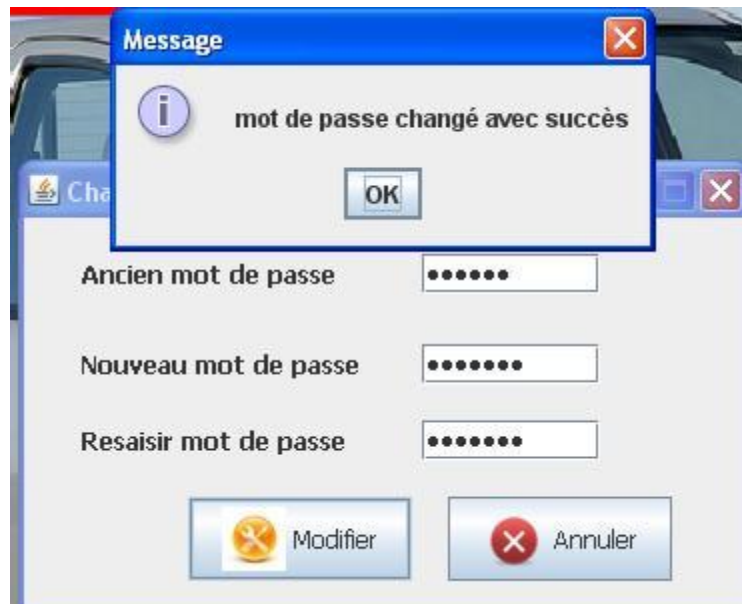 Message
mot de passe changé avec succès
OK
Ancien mot de passe
••••••
Nouveau mot de passe
•••••••
Resaisir mot de passe
•••••••
Modifier
Annuler